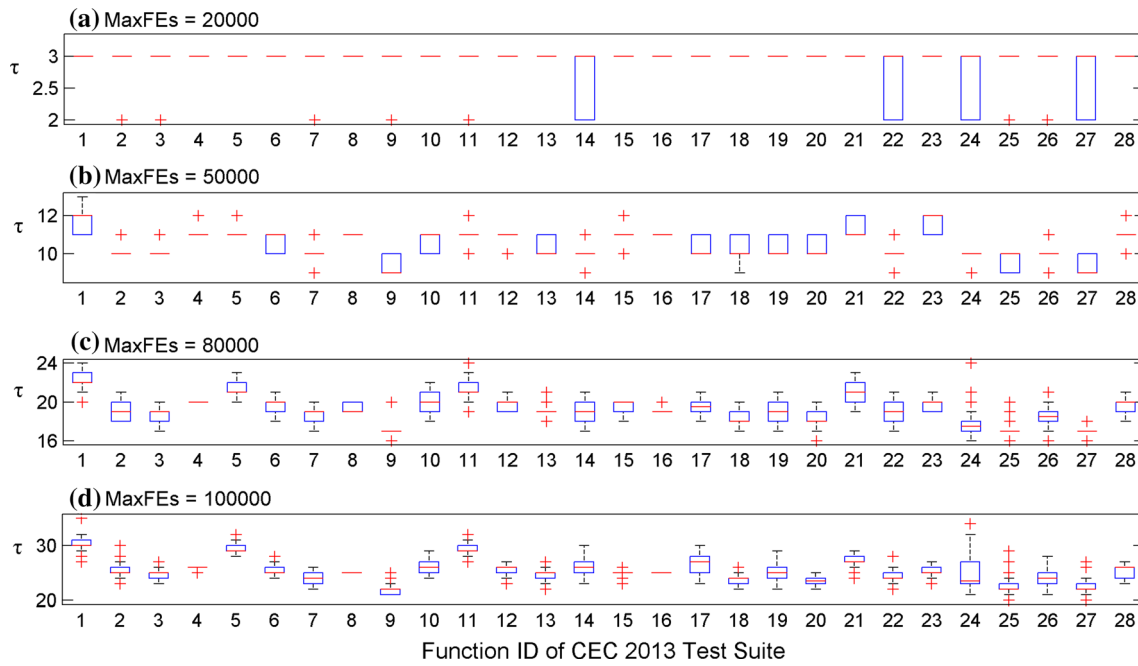 (a) MaxFEs = 20000
τ
3
2.5
2
1 2 3 4 5 6 7 8 9 10 11 12 13 14 15 16 17 18 19 20 21 22 23 24 25 26 27 28
(b) MaxFEs = 50000
τ
12
10
1 2 3 4 5 6 7 8 9 10 11 12 13 14 15 16 17 18 19 20 21 22 23 24 25 26 27 28
(c) MaxFEs = 80000
τ
24
20
16
1 2 3 4 5 6 7 8 9 10 11 12 13 14 15 16 17 18 19 20 21 22 23 24 25 26 27 28
(d) MaxFEs = 100000
τ
30
20
1 2 3 4 5 6 7 8 9 10 11 12 13 14 15 16 17 18 19 20 21 22 23 24 25 26 27 28
Function ID of CEC 2013 Test Suite